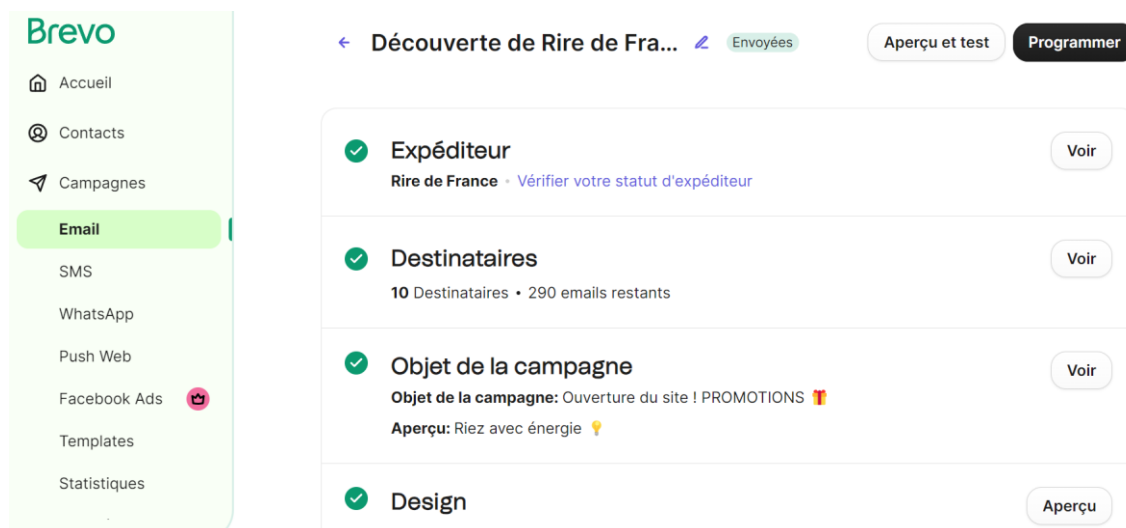 Brevo
Accueil
Contacts
Campagnes
Email
SMS
WhatsApp
Push Web
Facebook Ads
Templates
Statistiques
Découverte de Rire de Fra...
Envoyées
Aperçu et test
Programmer
Expéditeur
Voir
Rire de France • Vérifier votre statut d'expéditeur
Destinataires
Voir
10 Destinataires • 290 emails restants
Objet de la campagne
Voir
Objet de la campagne: Ouverture du site ! PROMOTIONS 🎁
Aperçu: Riez avec énergie 💡
Design
Aperçu